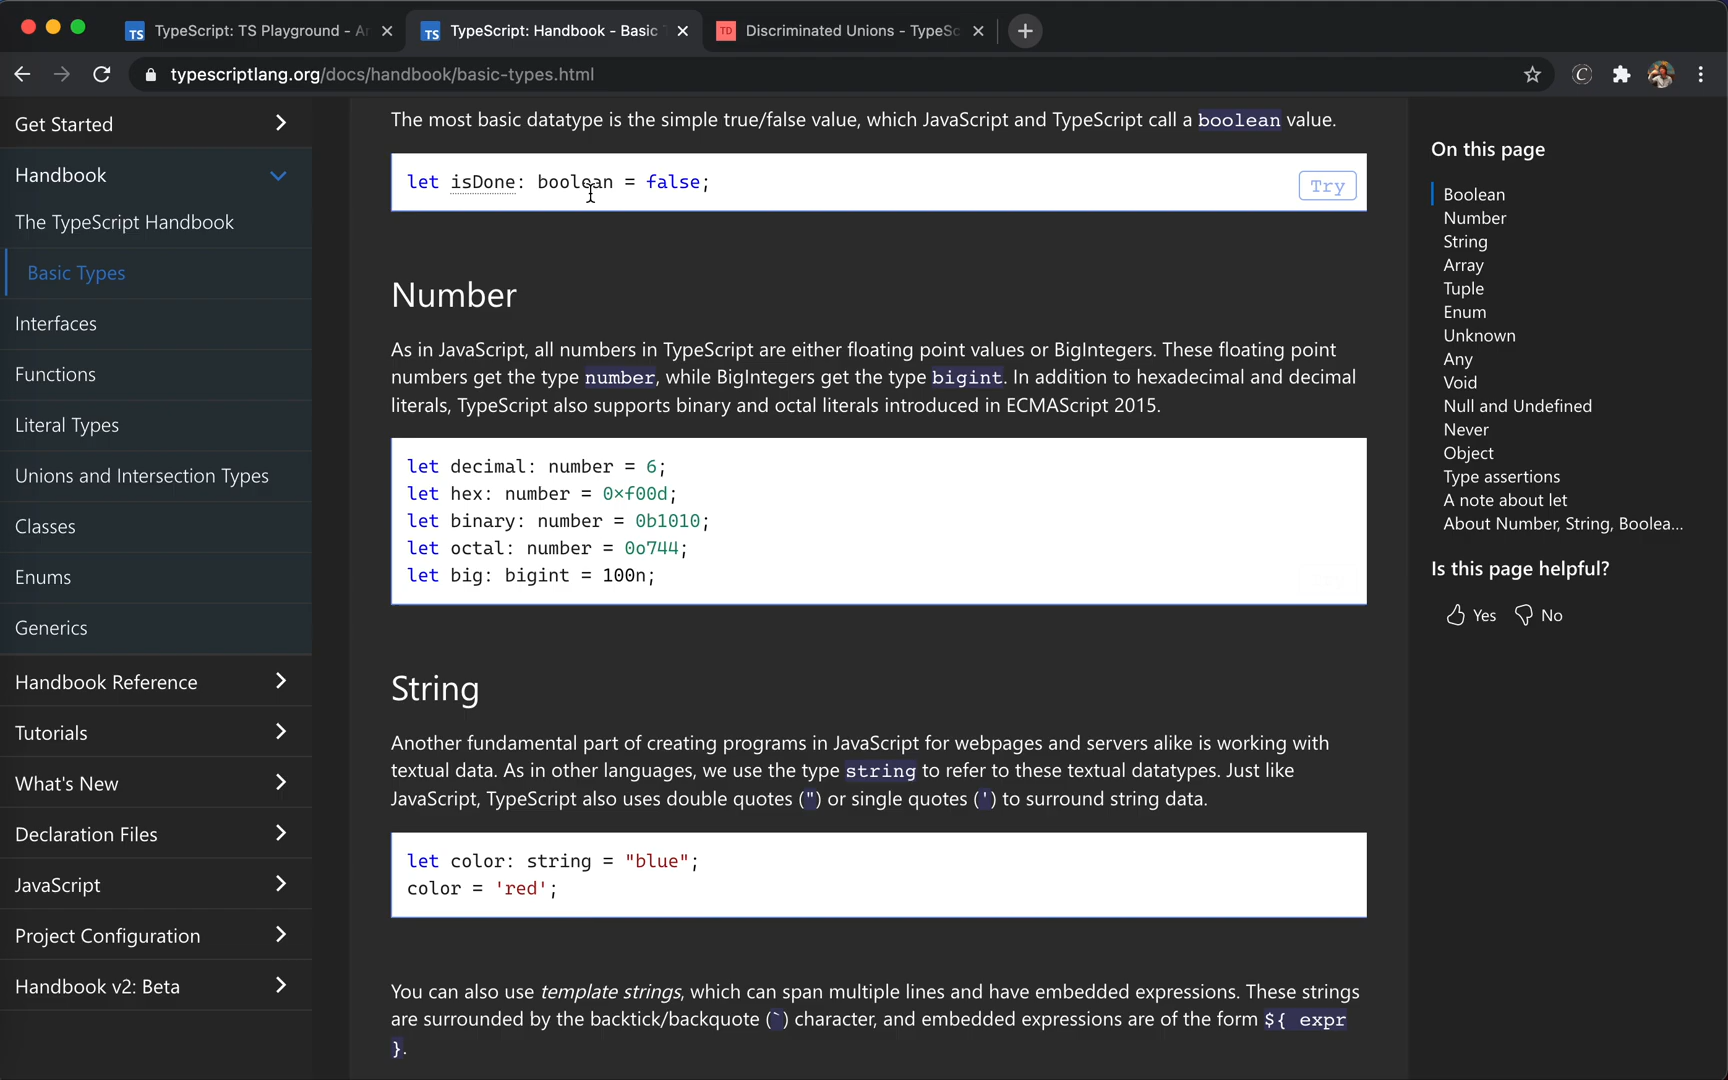 TypeScript: TS Playground - A
TypeScript: Handbook - Basic
Discriminated Unions - TypeSc
typescriptlang.org/docs/handbook/basic-types.html
Get Started
Handbook
The TypeScript Handbook
Basic Types
Interfaces
Functions
Literal Types
Unions and Intersection Types
Classes
Enums
Generics
Handbook Reference
Tutorials
What's New
Declaration Files
JavaScript
Project Configuration
Handbook v2: Beta
The most basic datatype is the simple true/false value, which JavaScript and TypeScript call a boolean value.
let isDone: boolean = false;
Try
Number
As in JavaScript, all numbers in TypeScript are either floating point values or BigIntegers. These floating point
numbers get the type number, while BigIntegers get the type bigint. In addition to hexadecimal and decimal
literals, TypeScript also supports binary and octal literals introduced in ECMAScript 2015.
let decimal: number = 6;
let hex: number = 0xf00d;
let binary: number = 0b1010;
let octal: number = 0o744;
let big: bigint = 100n;
String
Another fundamental part of creating programs in JavaScript for webpages and servers alike is working with
textual data. As in other languages, we use the type string to refer to these textual datatypes. Just like
JavaScript, TypeScript also uses double quotes (") or single quotes (') to surround string data.
let color: string = "blue";
color = 'red';
You can also use template strings, which can span multiple lines and have embedded expressions. These strings
are surrounded by the backtick/backquote (`) character, and embedded expressions are of the form ${ expr
}.
On this page
Boolean
Number
String
Array
Tuple
Enum
Unknown
Any
Void
Null and Undefined
Never
Object
Type assertions
A note about let
About Number, String, Boolea...
Is this page helpful?
Yes
No